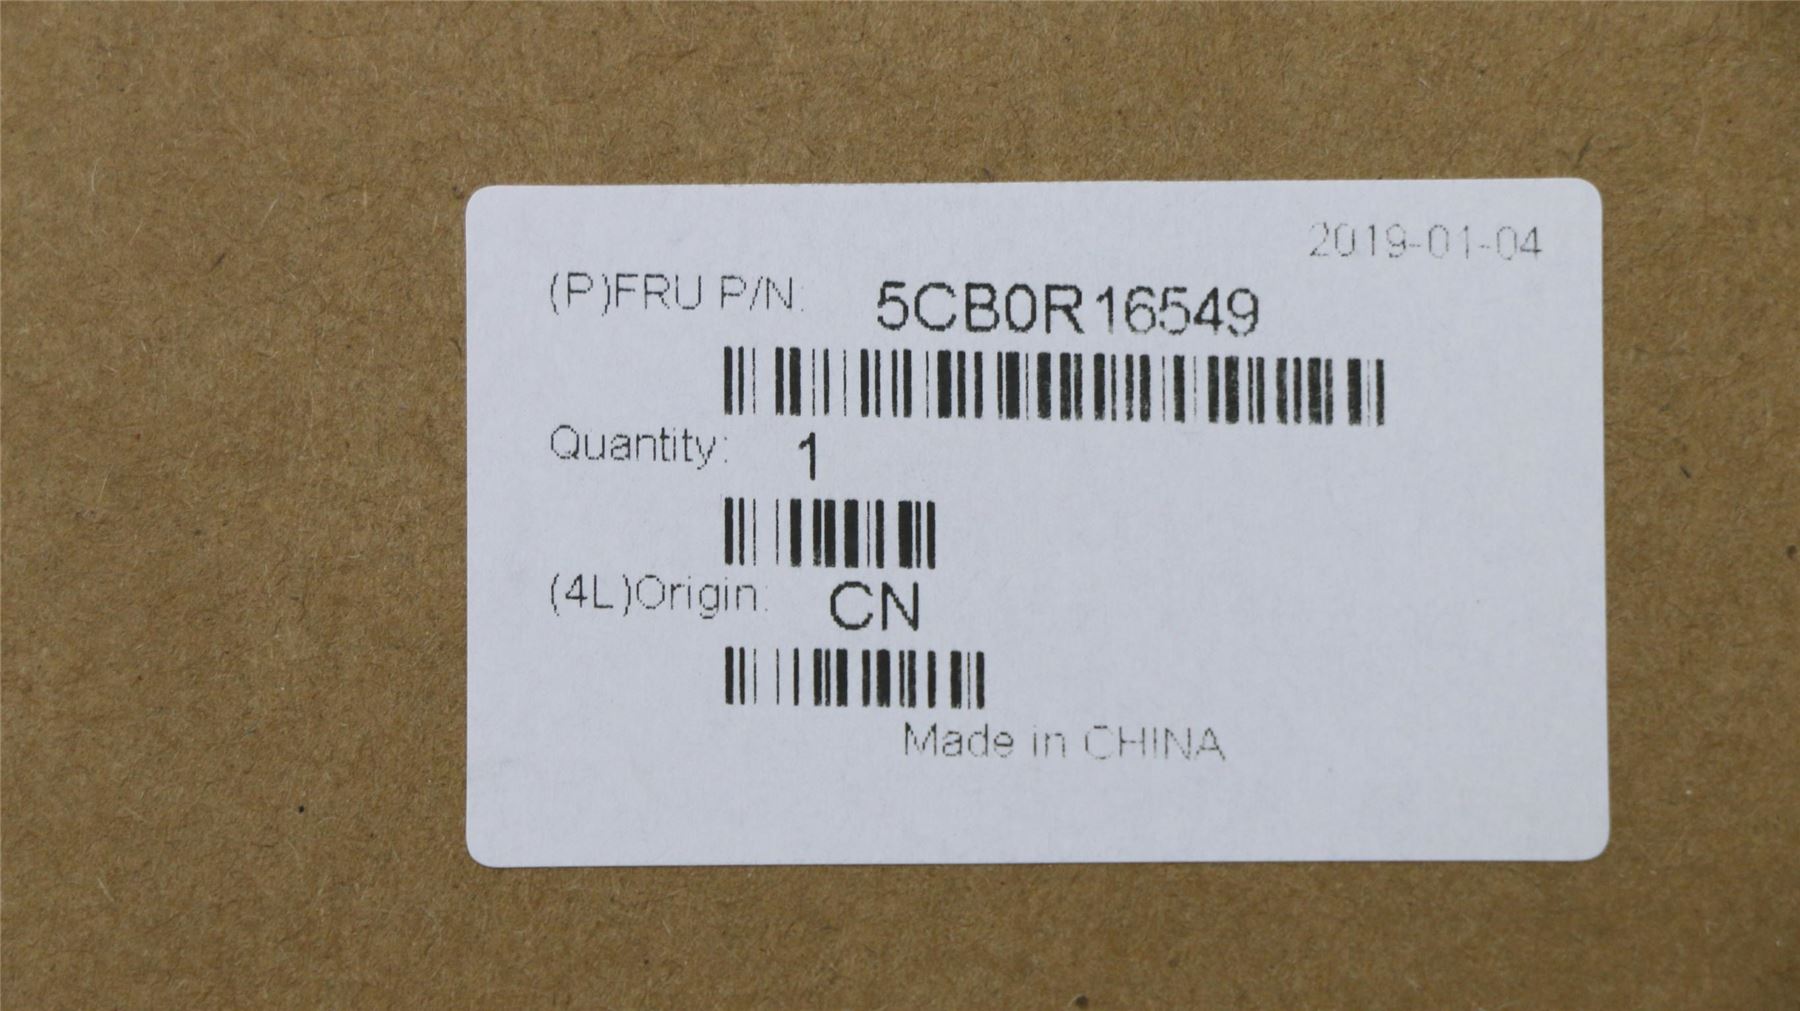 2019-01-04
(P)FRU P/N: 5CB0R16549
Quantity: 1
(4L)Origin: CN
Made in CHINA